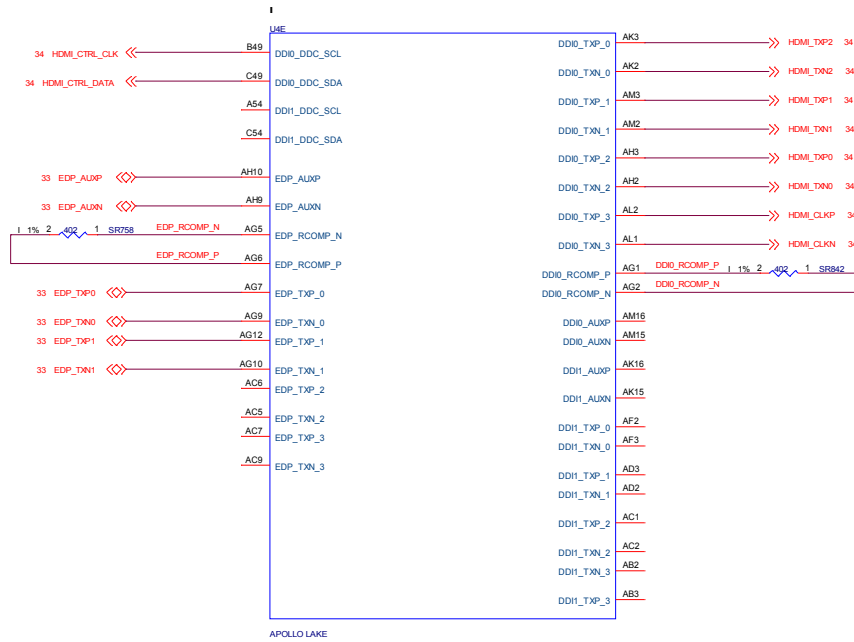 U4E
34 HDMI_CTRL_CLK B49 DDI0_DDC_SCL
34 HDMI_CTRL_DATA C49 DDI0_DDC_SDA
A54 DDI1_DDC_SCL
C54 DDI1_DDC_SDA
33 EDP_AUXP AH10 EDP_AUXP
33 EDP_AUXN AH9 EDP_AUXN
I 1% 2 402 1 SR758 EDP_RCOMP_N AG5 EDP_RCOMP_N
EDP_RCOMP_P AG6 EDP_RCOMP_P
33 EDP_TXP0 AG7 EDP_TXP_0
33 EDP_TXN0 AG9 EDP_TXN_0
33 EDP_TXP1 AG12 EDP_TXP_1
33 EDP_TXN1 AG10 EDP_TXN_1
AC6 EDP_TXP_2
AC5 EDP_TXN_2
AC7 EDP_TXP_3
AC9 EDP_TXN_3
DDI0_TXP_0 AK3 HDMI_TXP2 34
DDI0_TXN_0 AK2 HDMI_TXN2 34
DDI0_TXP_1 AM3 HDMI_TXP1 34
DDI0_TXN_1 AM2 HDMI_TXN1 34
DDI0_TXP_2 AH3 HDMI_TXP0 34
DDI0_TXN_2 AH2 HDMI_TXN0 34
DDI0_TXP_3 AL2 HDMI_CLKP 34
DDI0_TXN_3 AL1 HDMI_CLKN 34
DDI0_RCOMP_P AG1 DDI0_RCOMP_P I 1% 2 402 1 SR842
DDI0_RCOMP_N AG2 DDI0_RCOMP_N
DDI0_AUXP AM16
DDI0_AUXN AM15
DDI1_AUXP AK16
DDI1_AUXN AK15
DDI1_TXP_0 AF2
DDI1_TXN_0 AF3
DDI1_TXP_1 AD3
DDI1_TXN_1 AD2
DDI1_TXP_2 AC1
DDI1_TXN_2 AC2
DDI1_TXN_3 AB2
DDI1_TXP_3 AB3
APOLLO LAKE